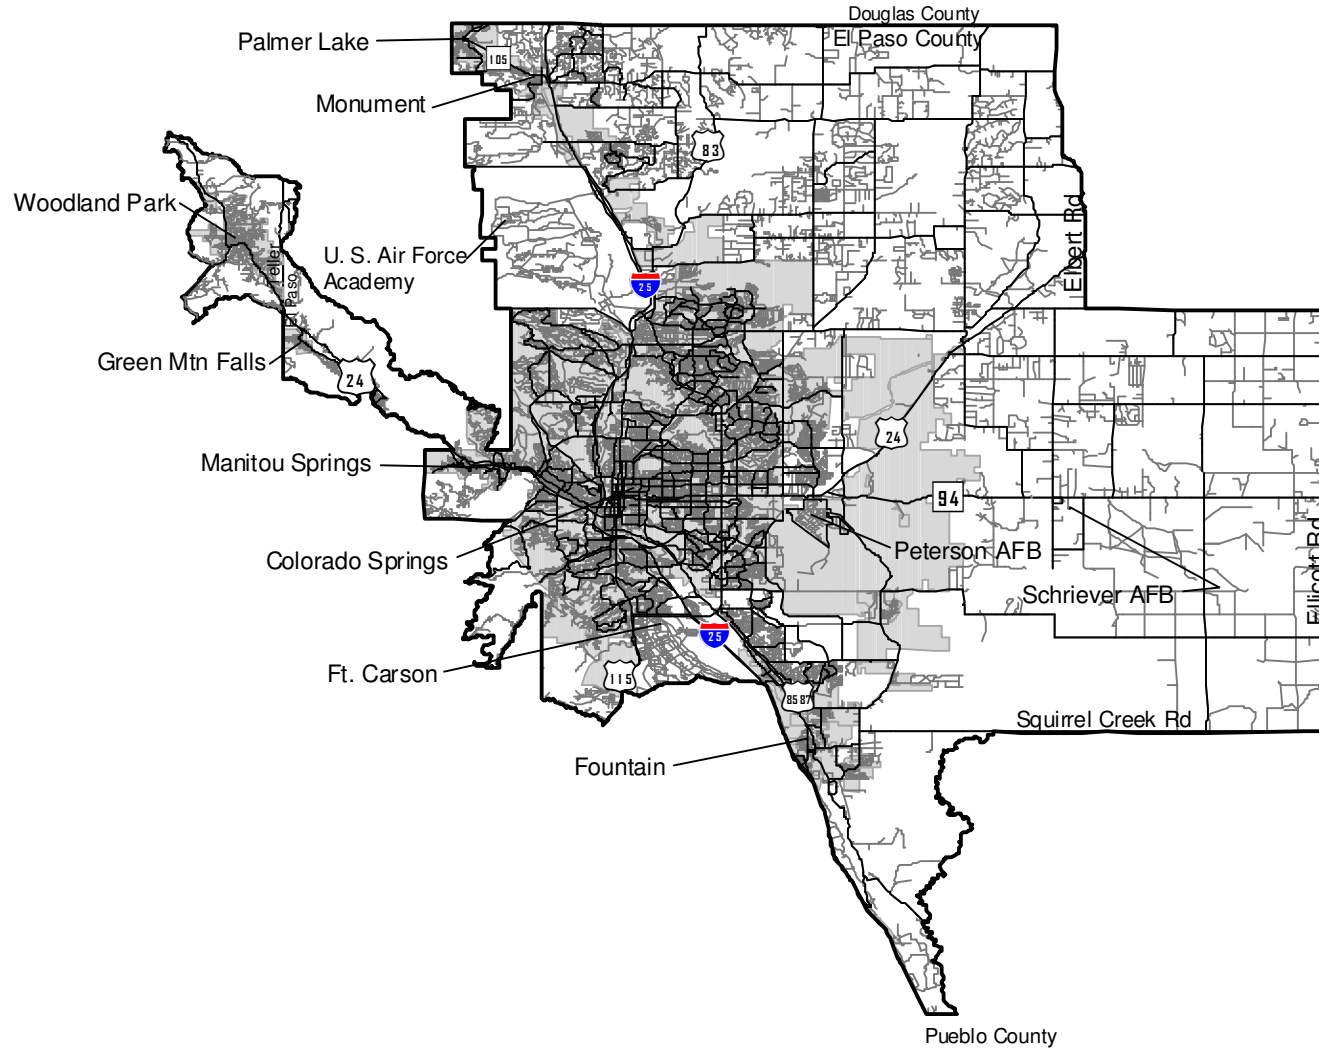 Douglas County
El Paso County
Palmer Lake
105
Monument
83
Woodland Park
U. S. Air Force
Academy
Teller
El Paso
Elbert Rd
25
Green Mtn Falls
24
24
Manitou Springs
94
Colorado Springs
Peterson AFB
Schriever AFB
Ellicott Rd
25
Ft. Carson
115
85 87
Squirrel Creek Rd
Fountain
Pueblo County